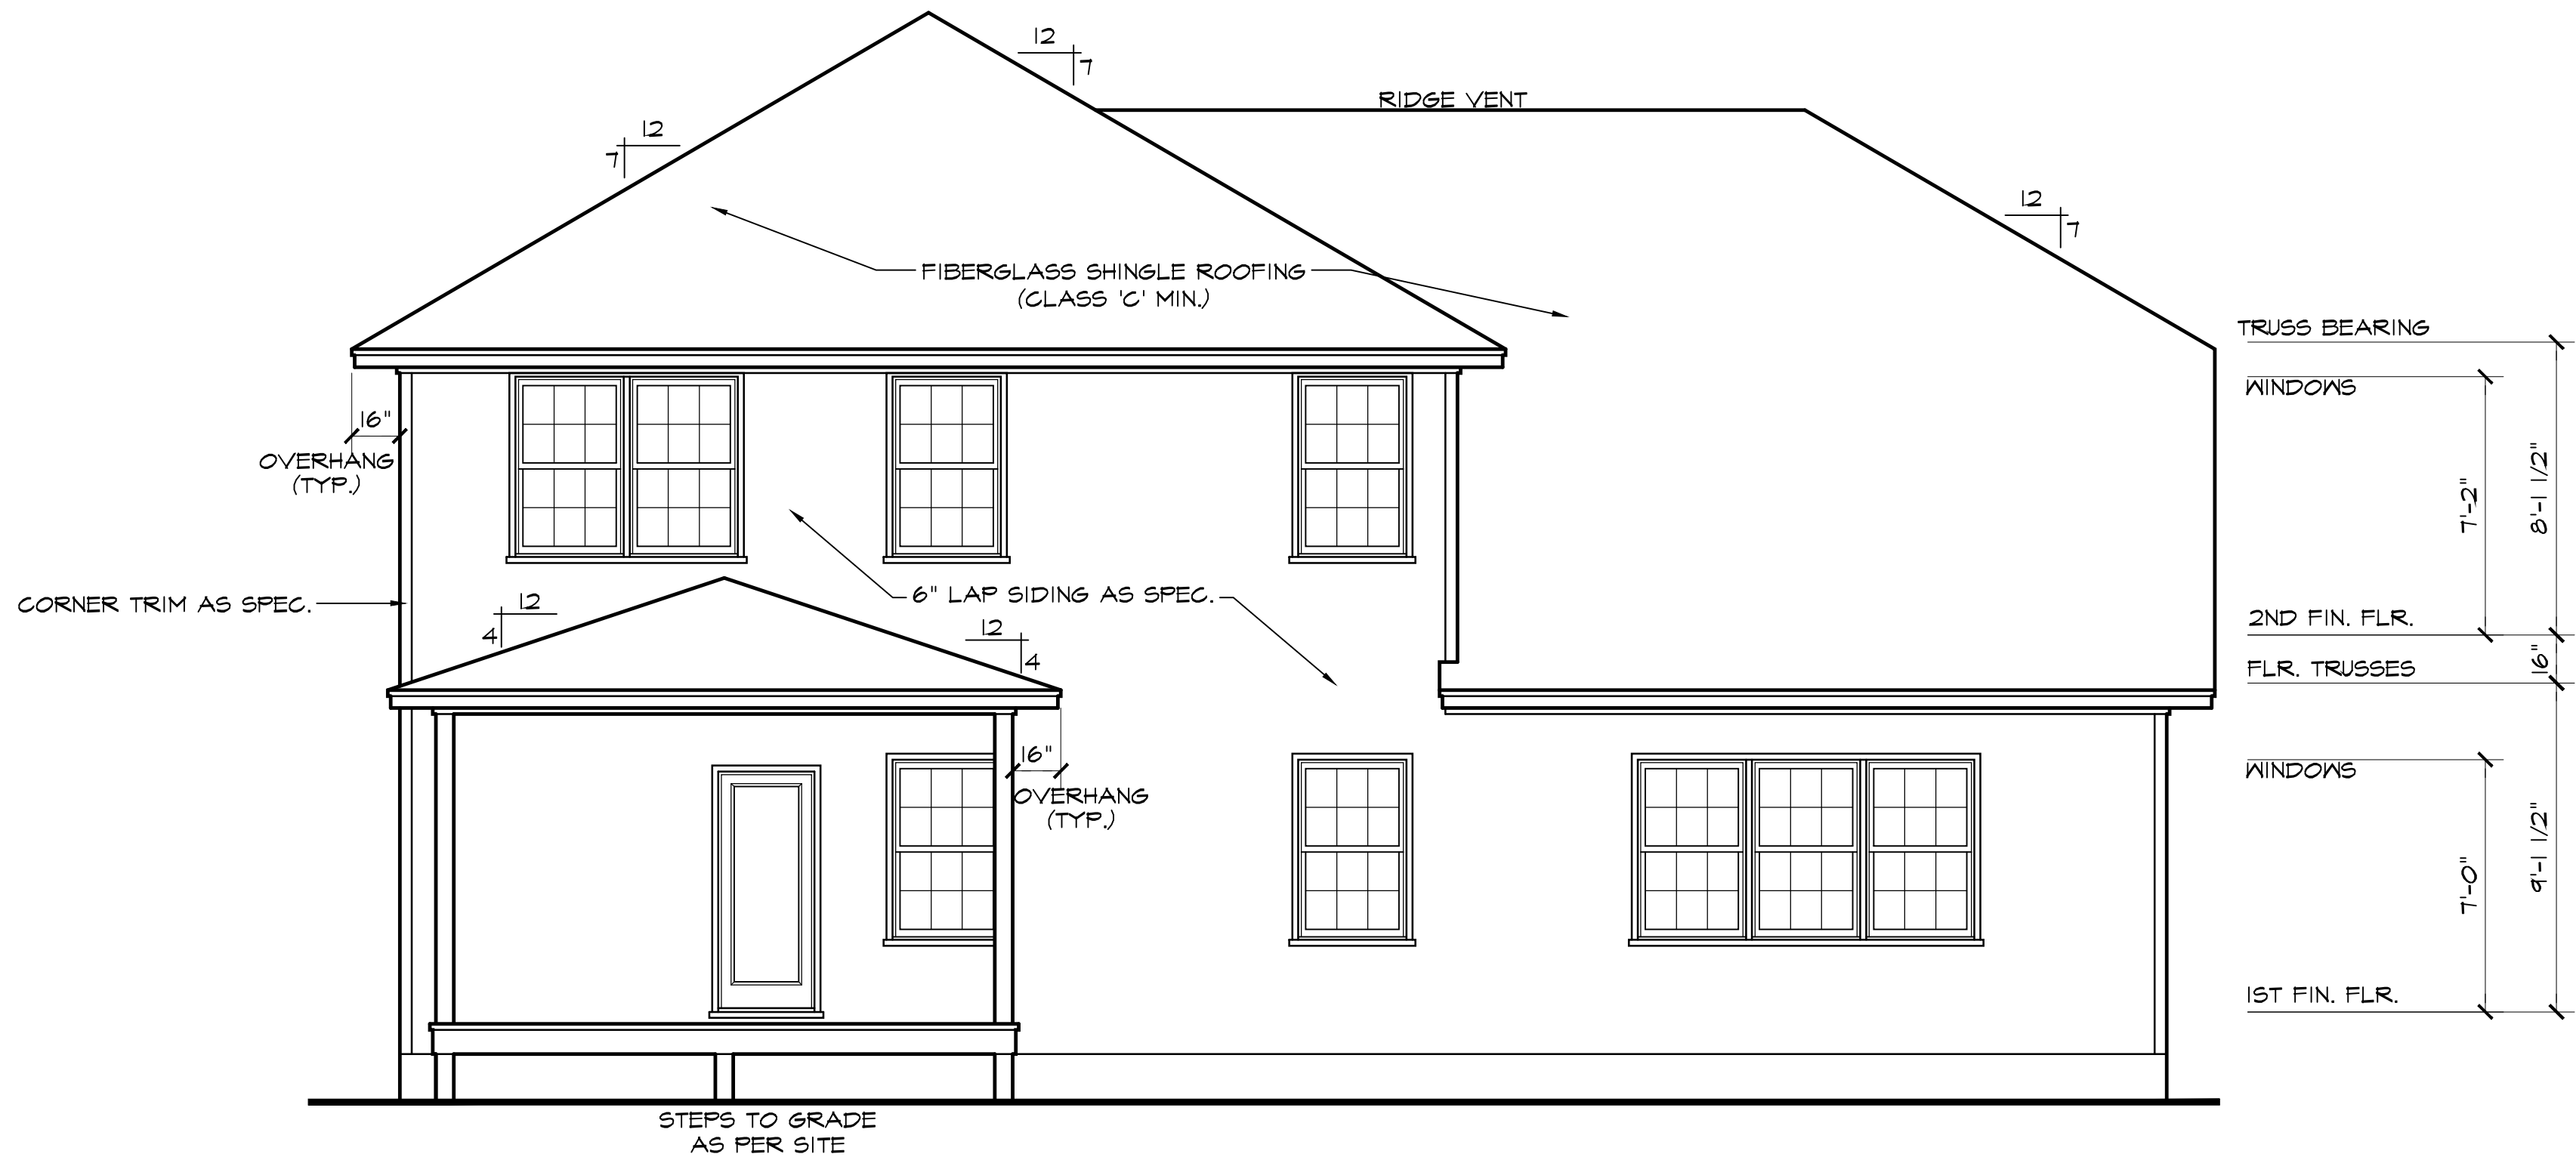 12
7
RIDGE VENT
12
7
12
7
FIBERGLASS SHINGLE ROOFING
(CLASS 'C' MIN.)
TRUSS BEARING
WINDOWS
16"
OVERHANG
(TYP.)
7'-2"
8'-1 1/2"
CORNER TRIM AS SPEC.
12
4
6" LAP SIDING AS SPEC.
12
4
2ND FIN. FLR.
FLR. TRUSSES
16"
16"
OVERHANG
(TYP.)
WINDOWS
7'-0"
9'-1 1/2"
1ST FIN. FLR.
STEPS TO GRADE
AS PER SITE